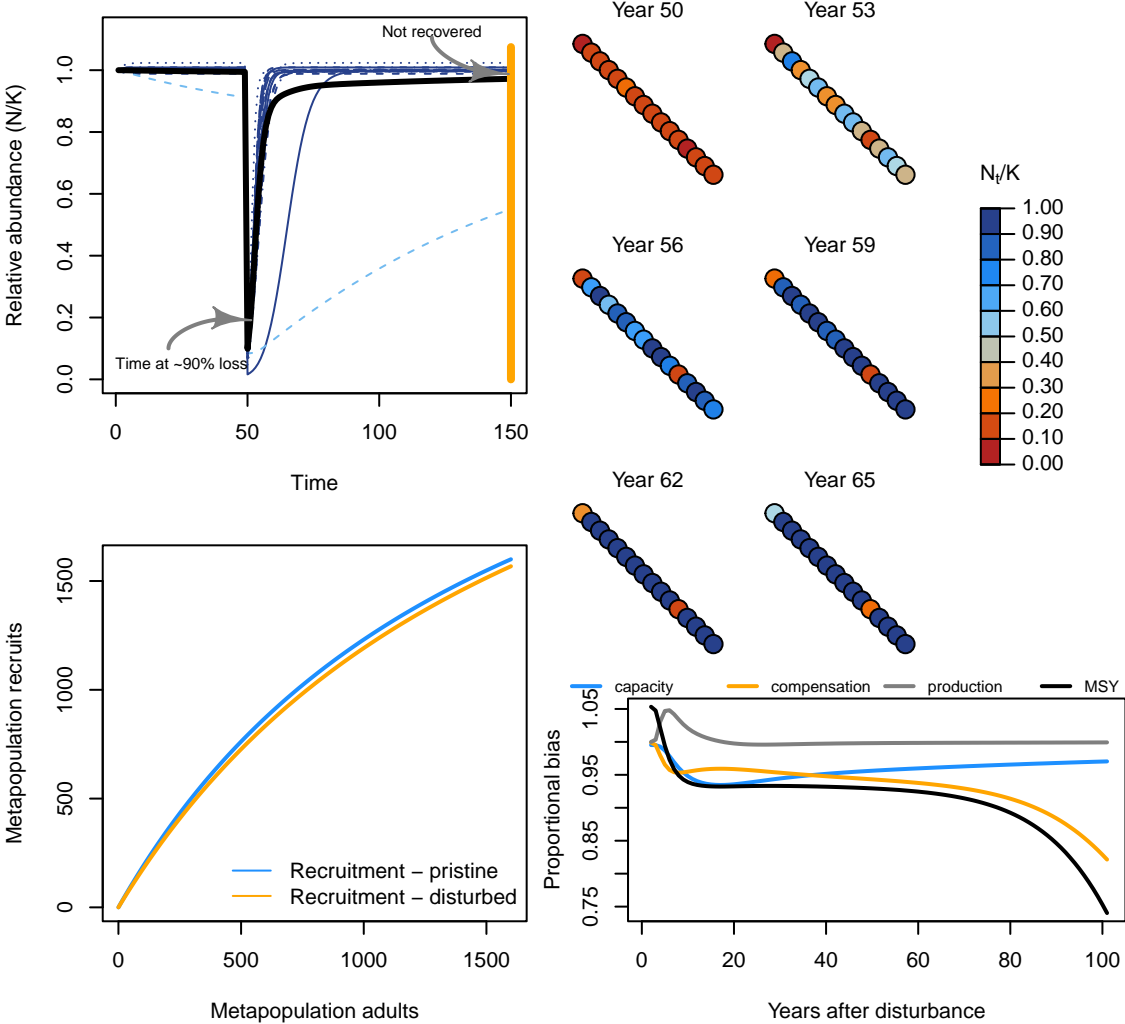 Not recovered
Time at ~90% loss
Relative abundance (N/K)
0.0
0.2
0.4
0.6
0.8
1.0
0
50
100
150
Time
Year 50
Year 53
Year 56
Year 59
Year 62
Year 65
Nt/K
1.00
0.90
0.80
0.70
0.60
0.50
0.40
0.30
0.20
0.10
0.00
Metapopulation recruits
0
500
1000
1500
Recruitment − pristine
Recruitment − disturbed
0
500
1000
1500
Metapopulation adults
capacity
compensation
production
MSY
Proportional bias
0.75
0.85
0.95
1.05
0
20
40
60
80
100
Years after disturbance